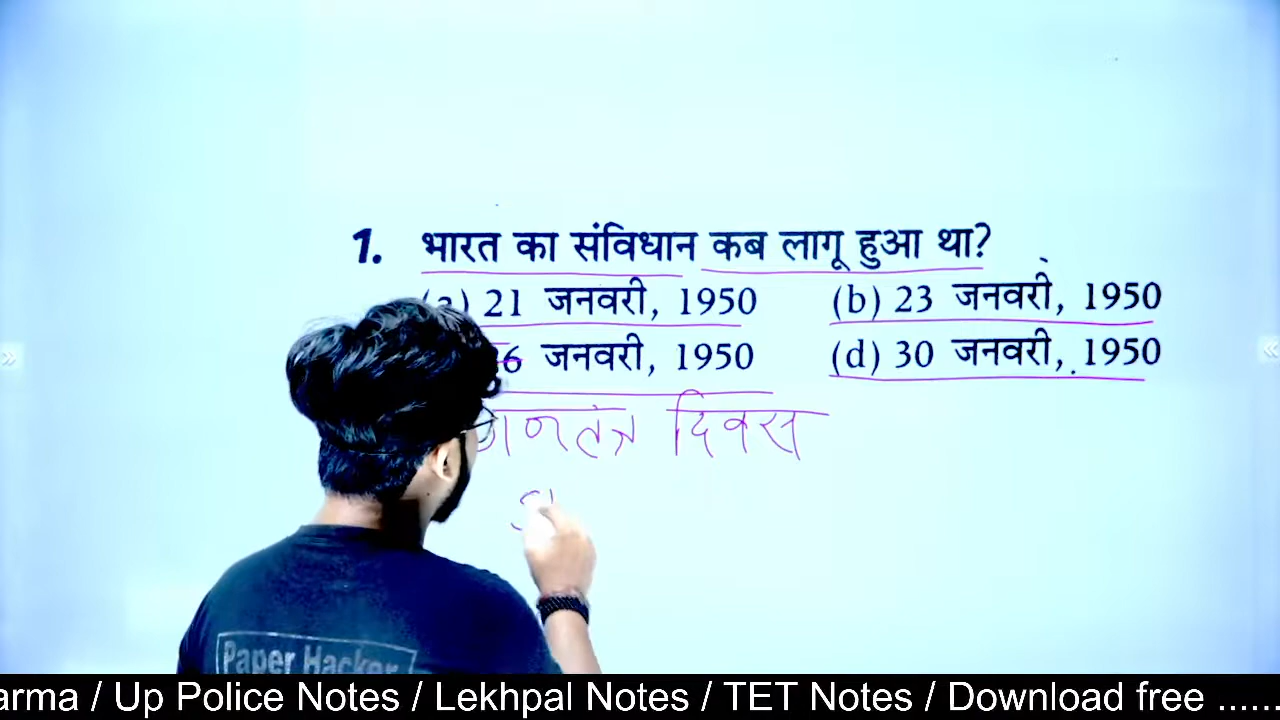 1. भारत का संविधान कब लागू हुआ था?
21 जनवरी, 1950 (b) 23 जनवरी, 1950
26 जनवरी, 1950 (d) 30 जनवरी, 1950
दिवस
Paper Hacker
arma / Up Police Notes / Lekhpal Notes / TET Notes / Download free ......